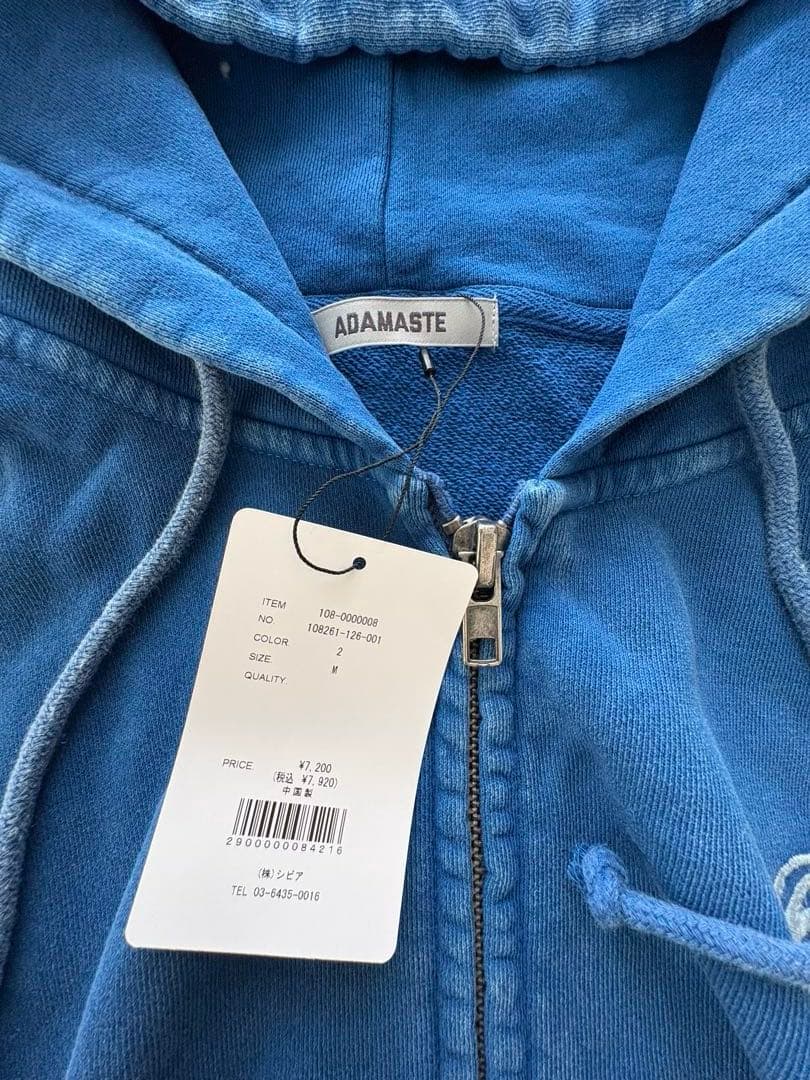 ADAMASTE
ITEM 108-0000008
NO. 108261-126-001
COLOR. 2
SIZE. M
QUALITY.
PRICE. ¥7,200
(税込 ¥7,920)
中国製
2900000084216
(株)シピア
TEL 03-6435-0016